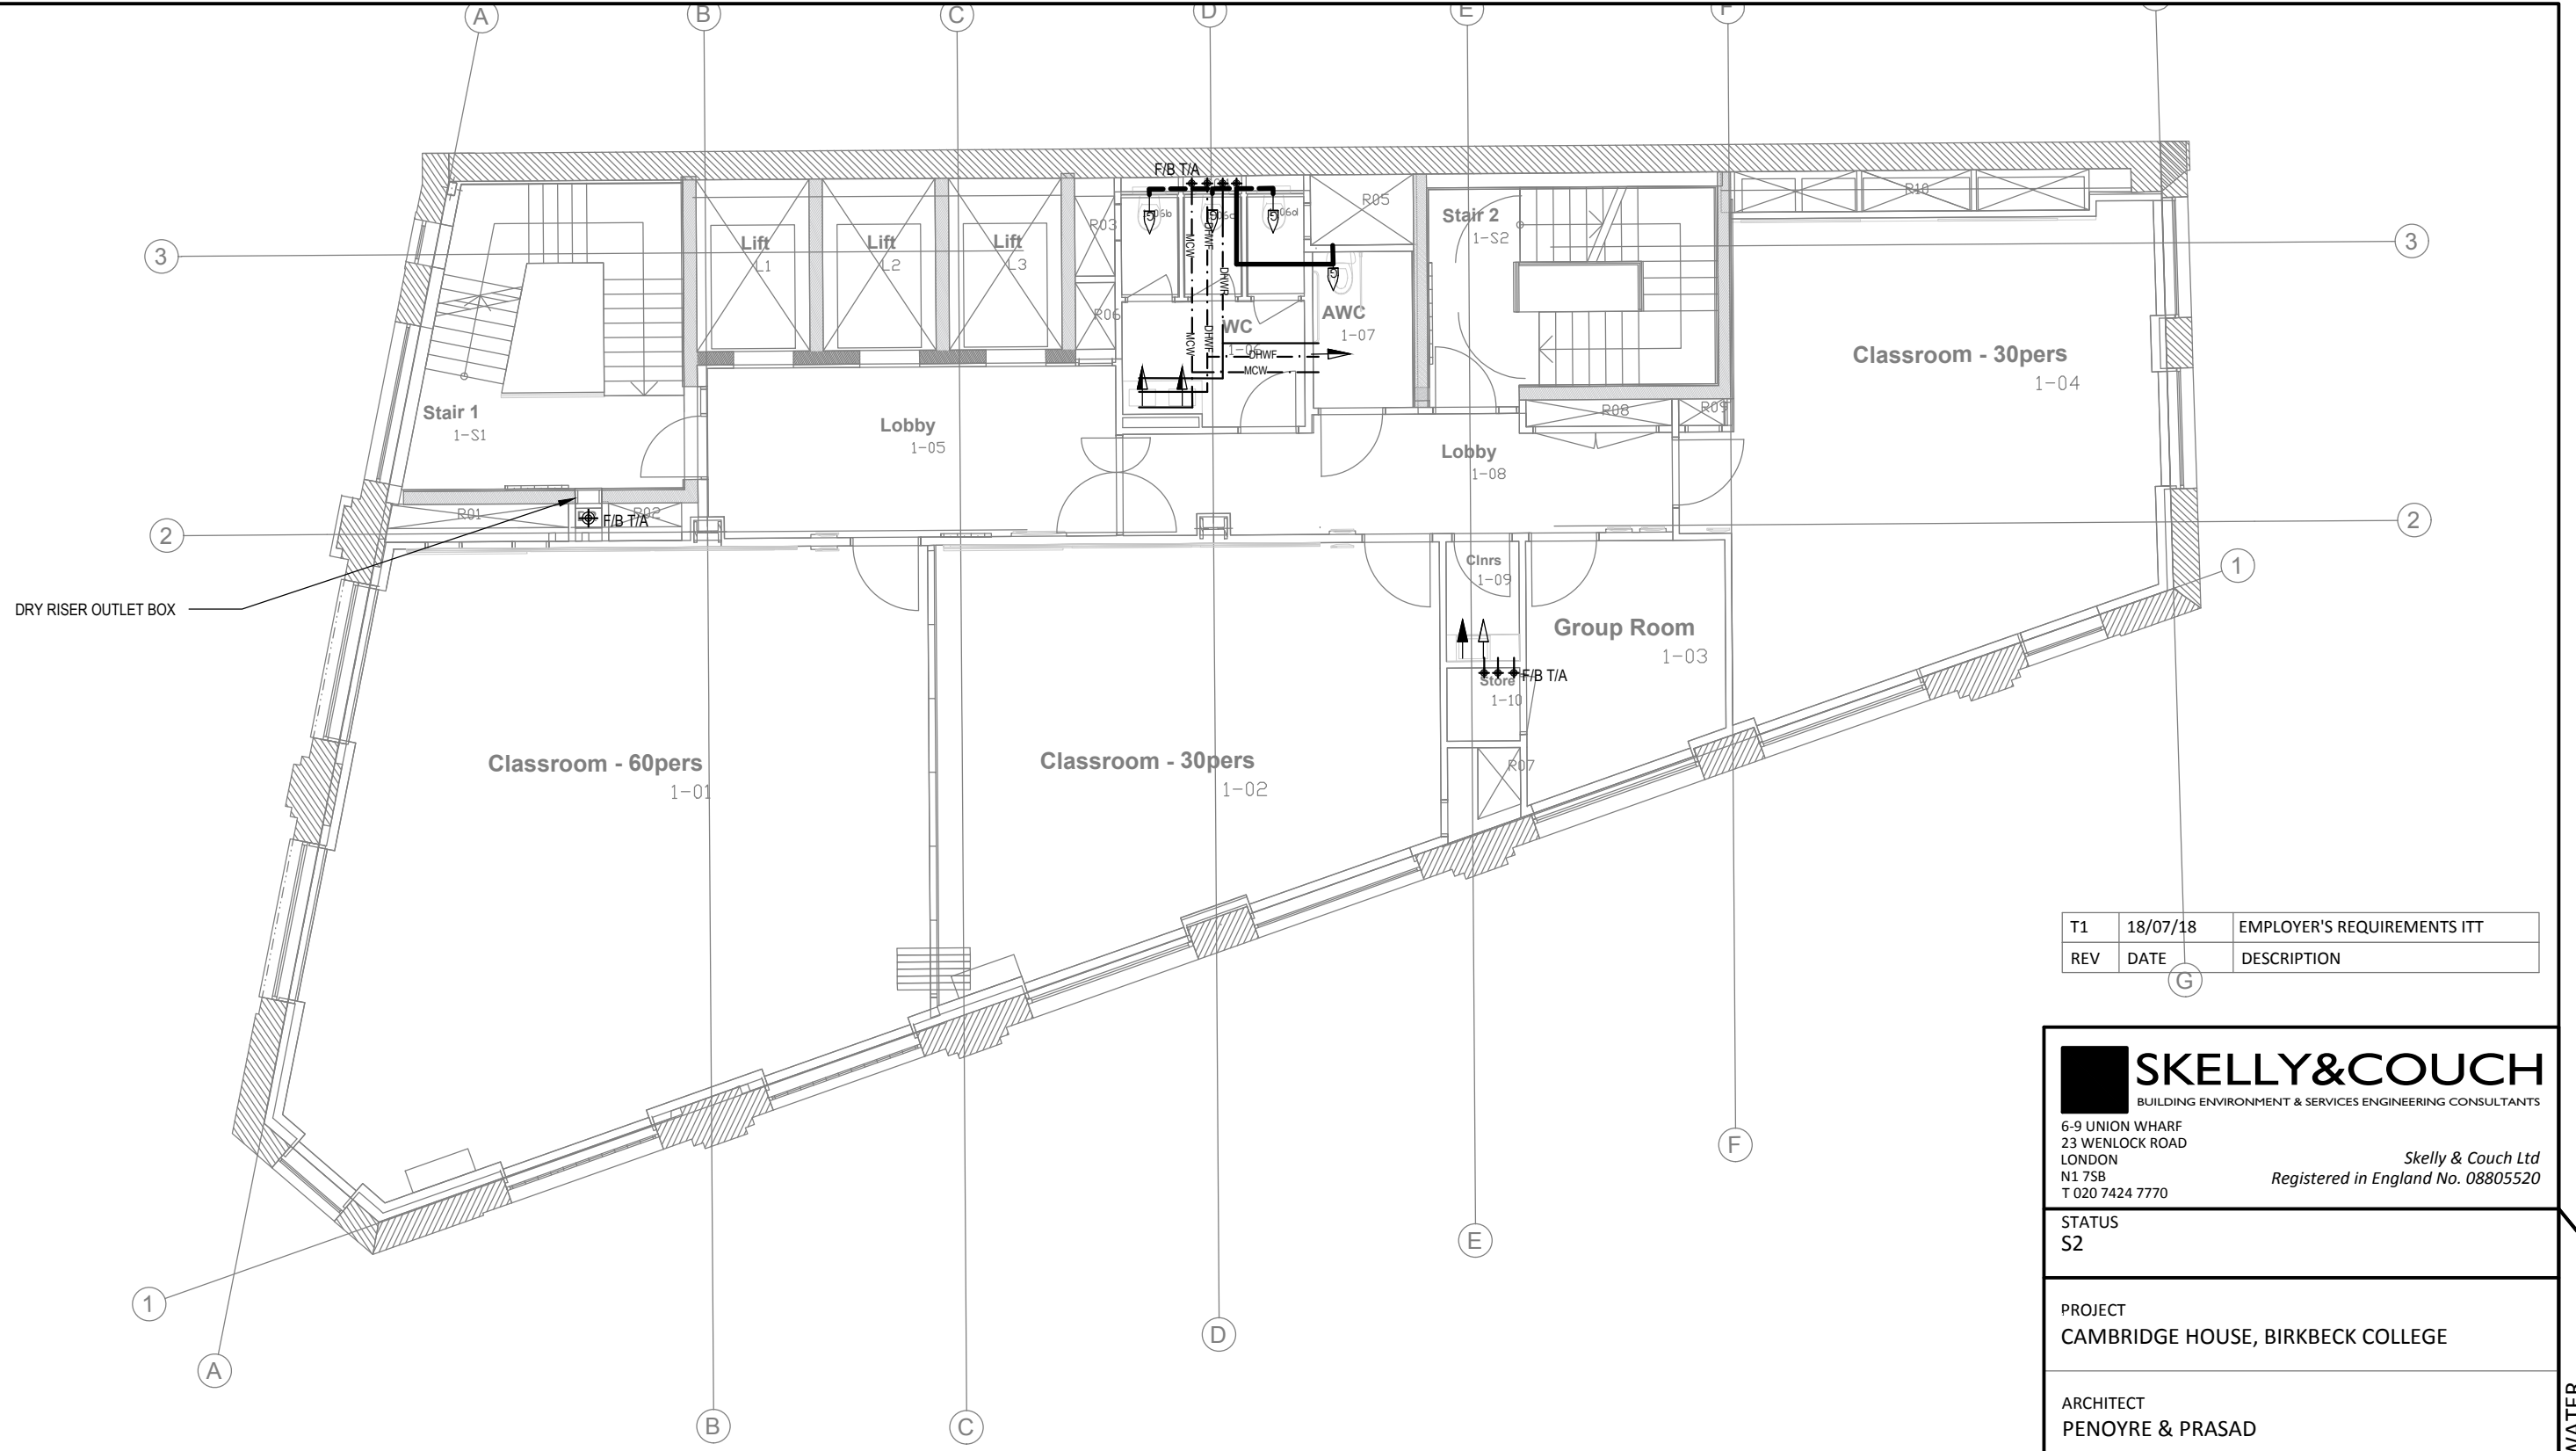 A
B
C
D
E
F
3
3
2
2
1
1
F/B T/A
Lift
L1
Lift
L2
Lift
L3
R03
R06
R05
MCW
DHWF
DHWR
MCW
DHWF
WC
1-06
DHWF
MCW
AWC
1-07
Stair 2
1-S2
R10
Classroom - 30pers
1-04
Stair 1
1-S1
Lobby
1-05
Lobby
1-08
R08
R09
R01
R02
F/B T/A
DRY RISER OUTLET BOX
Clnrs
1-09
Group Room
1-03
F/B T/A
Store
1-10
R07
Classroom - 60pers
1-01
Classroom - 30pers
1-02
A
B
C
D
E
F
G
T1 18/07/18 EMPLOYER'S REQUIREMENTS ITT
REV DATE DESCRIPTION
SKELLY&COUCH
BUILDING ENVIRONMENT & SERVICES ENGINEERING CONSULTANTS
6-9 UNION WHARF
23 WENLOCK ROAD
LONDON
N1 7SB
T 020 7424 7770
Skelly & Couch Ltd
Registered in England No. 08805520
STATUS
S2
PROJECT
CAMBRIDGE HOUSE, BIRKBECK COLLEGE
ARCHITECT
PENOYRE & PRASAD
WATER